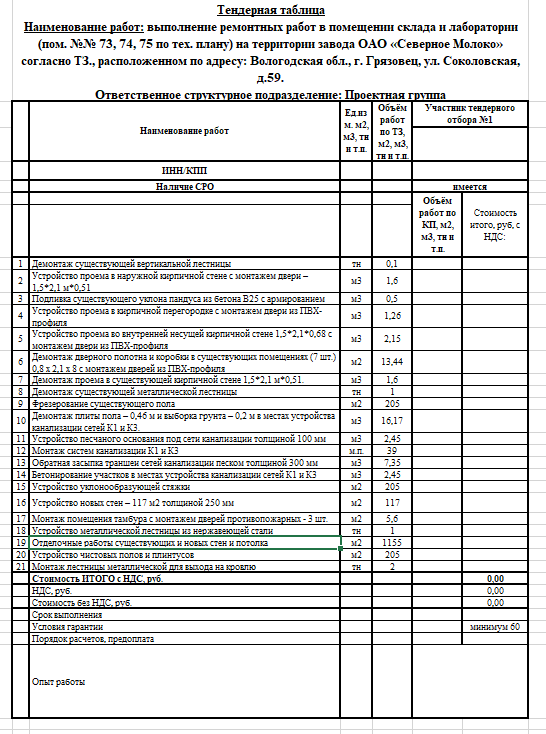 Тендерная таблица
Наименование работ: выполнение ремонтных работ в помещении склада и лаборатории
(пом. №№ 73, 74, 75 по тех. плану) на территории завода ОАО «Северное Молоко»
согласно ТЗ., расположенном по адресу: Вологодская обл., г. Грязовец, ул. Соколовская,
д.59.
Ответственное структурное подразделение: Проектная группа
Наименование работ
Ед.из
м. м2,
м3, тн
и т.п.
Объём
работ
по ТЗ,
м2, м3,
тн и т.п.
Участник тендерного
отбора №1
ИНН/КПП
Наличие СРО
имеется
Объём
работ по
КП, м2,
м3, тн и
т.п.
Стоимость
итого, руб, с
НДС:
1 Демонтаж существующей вертикальной лестницы тн 0,1
2 Устройство проема в наружной кирпичной стене с монтажем двери –
1,5*2,1 м*0,51 м3 1,6
3 Подливка существующего уклона пандуса из бетона В25 с армированием м3 0,5
4 Устройство проема в кирпичной перегородке с монтажем двери из ПВХ-
профиля м3 1,26
5 Устройство проема во внутренней несущей кирпичной стене 1,5*2,1*0,68 с
монтажем двери из ПВХ-профиля м3 2,15
6 Демонтаж дверного полотна и коробки в существующих помещениях (7 шт.)
0,8 х 2,1 х 8 с монтажем дверей из ПВХ-профиля м2 13,44
7 Демонтаж проема в существующей кирпичной стене 1,5*2,1 м*0,51. м3 1,6
8 Демонтаж существующей металлической лестницы тн 1
9 Фрезерование существующего пола м2 205
10 Демонтаж плиты пола – 0,46 м и выборка грунта – 0,2 м в местах устройства
канализации сетей К1 и К3. м3 16,17
11 Устройство песчаного основания под сети канализации толщиной 100 мм м3 2,45
12 Монтаж систем канализации К1 и К3 м.п. 39
13 Обратная засыпка траншеи сетей канализации песком толщиной 300 мм м3 7,35
14 Бетонирование участков в местах устройства канализации сетей К1 и К3 м3 2,45
15 Устройство уклонообразующей стяжки м2 205
16 Устройство новых стен – 117 м2 толщиной 250 мм м2 117
17 Монтаж помещения тамбура с монтажем дверей противопожарных - 3 шт. м2 5,6
18 Устройство металлической лестницы из нержавеющей стали тн 1
19 Отделочные работы существующих и новых стен и потолка м2 1155
20 Устройство чистовых полов и плинтусов м2 205
21 Монтаж лестницы металлической для выхода на кровлю тн 2
Стоимость ИТОГО с НДС, руб. 0,00
НДС, руб. 0,00
Стоимость без НДС, руб. 0,00
Срок выполнения
Условия гарантии минимум 60
Порядок расчетов, предоплата
Опыт работы